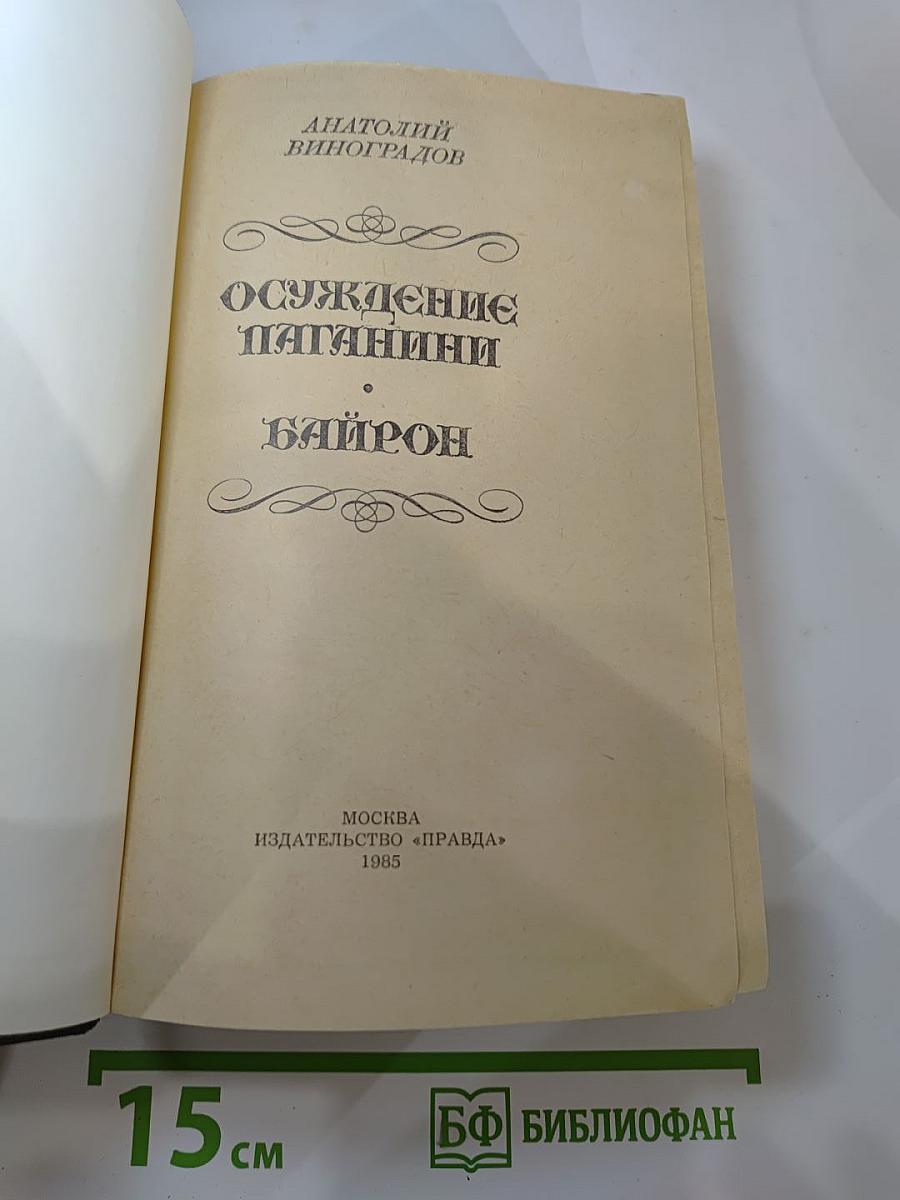 АНАТОЛИЙ
ВИНОГРАДОВ
ОСУЖДЕНИЕ
ПАГАНИНИ
•
БАЙРОН
МОСКВА
ИЗДАТЕЛЬСТВО «ПРАВДА»
1985
15 см
БФ БИБЛИОФАН